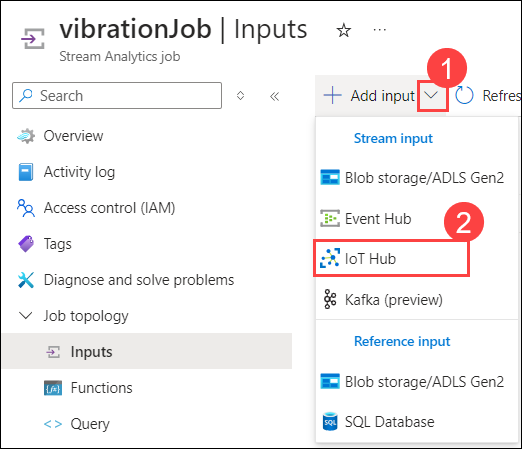 vibrationJob | Inputs
Stream Analytics job
Search
Overview
Activity log
Access control (IAM)
Tags
Diagnose and solve problems
Job topology
Inputs
{fx}
Functions
<> Query
1
Add input
Refres
Stream input
Blob storage/ADLS Gen2
Event Hub
2
IoT Hub
Kafka (preview)
Reference input
Blob storage/ADLS Gen2
SQL
SQL Database